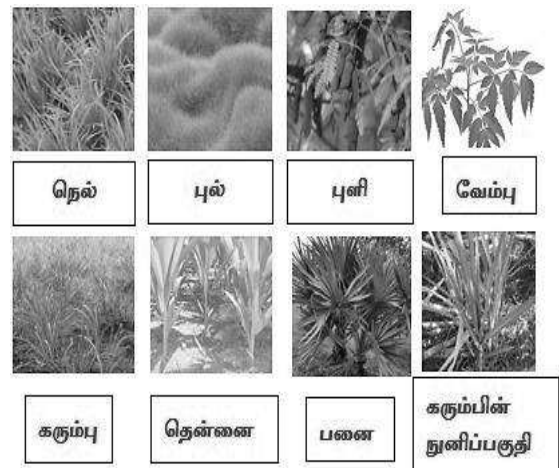 நெல்
புல்
புளி
வேம்பு
கரும்பு
தென்னை
பனை
கரும்பின்
நுனிப்பகுதி